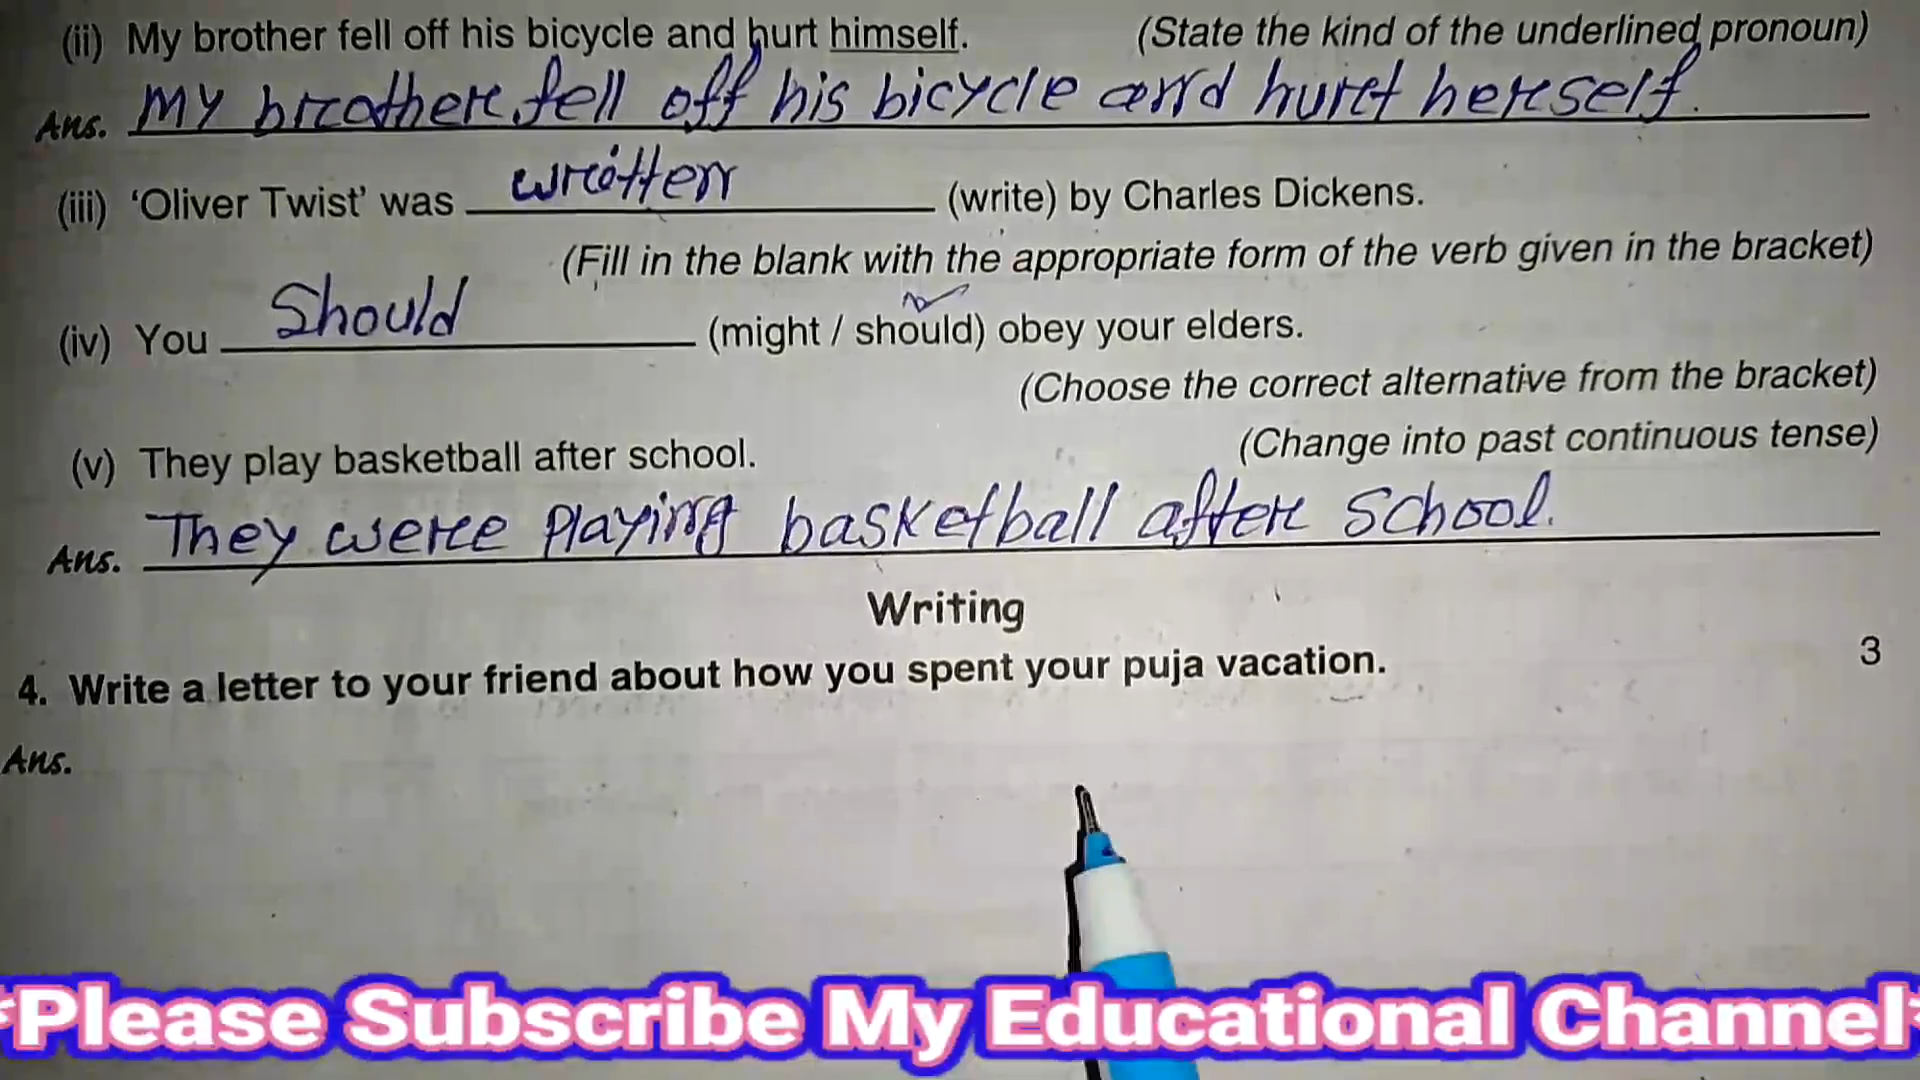 (ii) My brother fell off his bicycle and hurt himself. (State the kind of the underlined pronoun)
Ans. My brother fell off his bicycle and hurt herself.
(iii) ‘Oliver Twist’ was written (write) by Charles Dickens.
(Fill in the blank with the appropriate form of the verb given in the bracket)
(iv) You Should (might / should) obey your elders.
(Choose the correct alternative from the bracket)
(v) They play basketball after school. (Change into past continuous tense)
Ans. They were playing basketball after school.
Writing
4. Write a letter to your friend about how you spent your puja vacation. 3
Ans.
*Please Subscribe My Educational Channel*